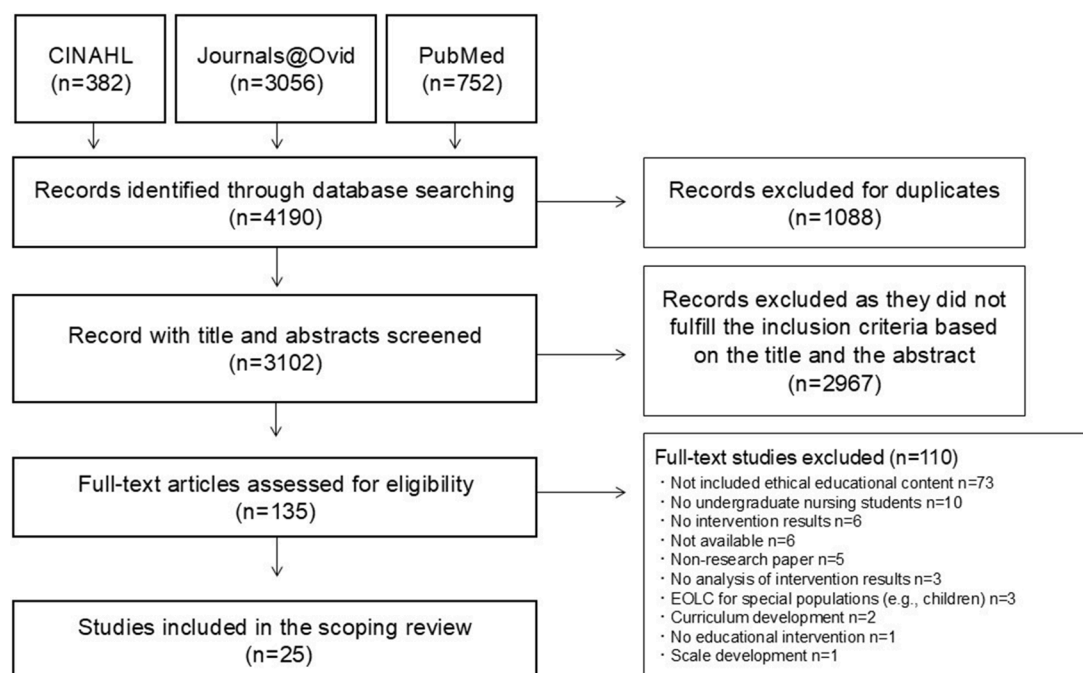 CINAHL
(n=382)
Journals@Ovid
(n=3056)
PubMed
(n=752)
Records identified through database searching
(n=4190)
Records excluded for duplicates
(n=1088)
Record with title and abstracts screened
(n=3102)
Records excluded as they did not
fulfill the inclusion criteria based
on the title and the abstract
(n=2967)
Full-text articles assessed for eligibility
(n=135)
Full-text studies excluded (n=110)
・Not included ethical educational content n=73
・No undergraduate nursing students n=10
・No intervention results n=6
・Not available n=6
・Non-research paper n=5
・No analysis of intervention results n=3
・EOLC for special populations (e.g., children) n=3
・Curriculum development n=2
・No educational intervention n=1
・Scale development n=1
Studies included in the scoping review
(n=25)